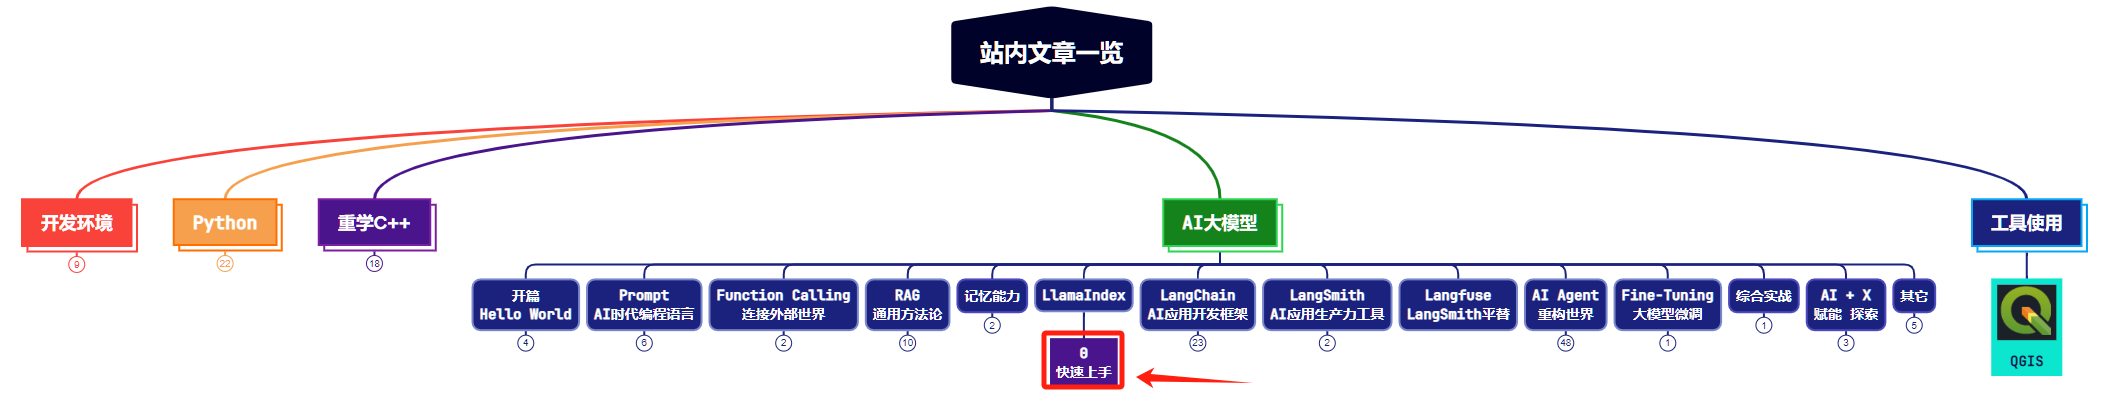 站内文章一览
开发环境
9
Python
22
重学C++
18
AI大模型
工具使用
开篇
Hello World
4
Prompt
AI时代编程语言
6
Function Calling
连接外部世界
2
RAG
通用方法论
10
记忆能力
2
LlamaIndex
0
快速上手
LangChain
AI应用开发框架
23
LangSmith
AI应用生产力工具
2
Langfuse
LangSmith平替
AI Agent
重构世界
48
Fine-Tuning
大模型微调
1
综合实战
1
AI + X
赋能 探索
3
其它
5
QGIS